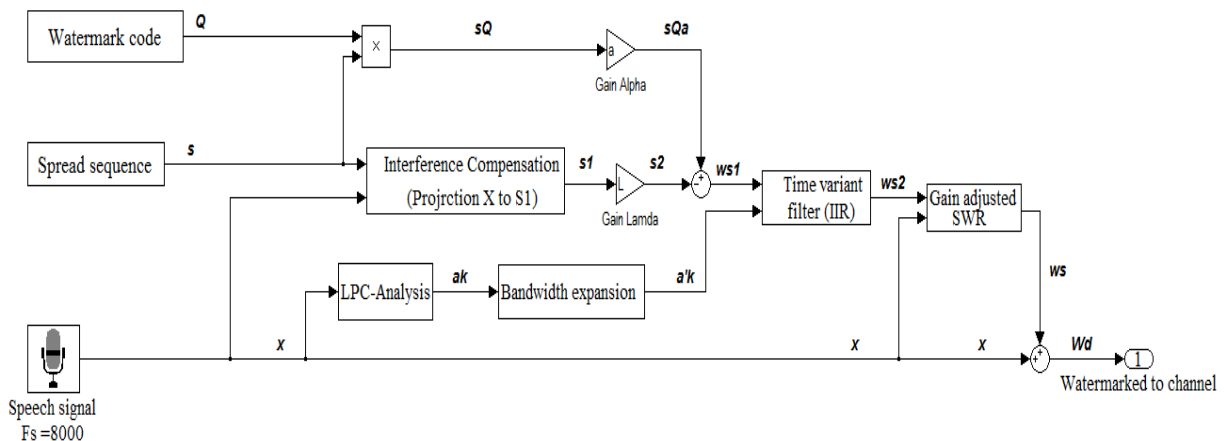 Watermark code
Q
×
sQ
a
Gain Alpha
sQa
Spread sequence
s
Interference Compensation
(Projrction X to S1)
s1
L
Gain Lamda
s2
-+
ws1
Time variant
filter (IIR)
ws2
Gain adjusted
SWR
ws
LPC-Analysis
ak
Bandwidth expansion
a'k
Speech signal
Fs =8000
x
x
x
++
Wd
1
Watermarked to channel